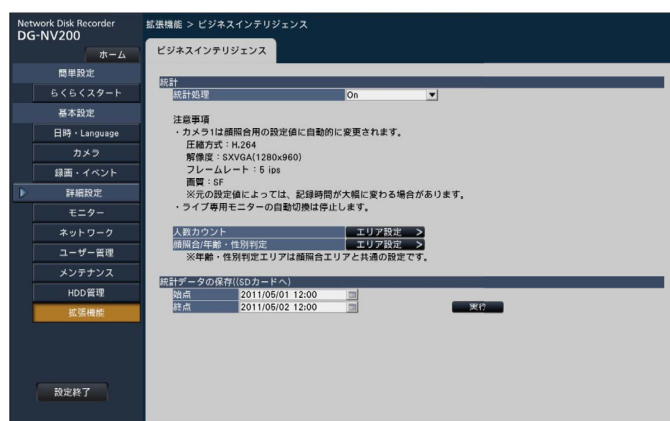 Network Disk Recorder
DG-NV200
ホーム
簡単設定
らくらくスタート
基本設定
日時・Language
カメラ
録画・イベント
詳細設定
モニター
ネットワーク
ユーザー管理
メンテナンス
HDD管理
拡張機能
設定終了
拡張機能 > ビジネスインテリジェンス
ビジネスインテリジェンス
統計
統計処理 On
注意事項
・カメラ1は顔照合用の設定値に自動的に変更されます。
圧縮方式：H.264
解像度：SXVGA(1280x960)
フレームレート：5 ips
画質：SF
※元の設定値によっては、記録時間が大幅に変わる場合があります。
・ライブ専用モニターの自動切換は停止します。
人数カウント エリア設定 >
顔照合/年齢・性別判定 エリア設定 >
※年齢・性別判定エリアは顔照合エリアと共通の設定です。
統計データの保存((SDカードへ)
始点 2011/05/01 12:00
終点 2011/05/02 12:00 実行